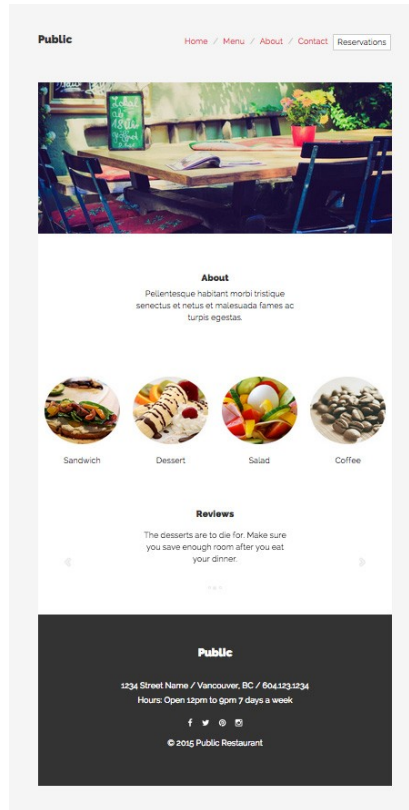 Public
Home / Menu / About / Contact Reservations
Lokal
ab
18Uhr
About
Pellentesque habitant morbi tristique
senectus et netus et malesuada fames ac
turpis egestas.
Sandwich Dessert Salad Coffee
Reviews
The desserts are to die for. Make sure
you save enough room after you eat
your dinner.
Public
1234 Street Name / Vancouver, BC / 604.123.1234
Hours: Open 12pm to 9pm 7 days a week
© 2015 Public Restaurant